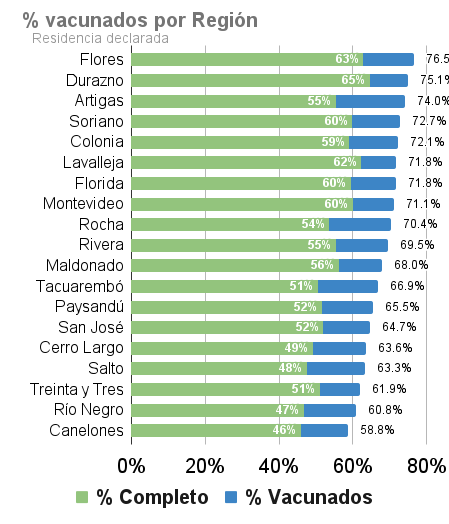 % vacunados por Región
Residencia declarada
Flores 63% 76.5
Durazno 65% 75.1%
Artigas 55% 74.0%
Soriano 60% 72.7%
Colonia 59% 72.1%
Lavalleja 62% 71.8%
Florida 60% 71.8%
Montevideo 60% 71.1%
Rocha 54% 70.4%
Rivera 55% 69.5%
Maldonado 56% 68.0%
Tacuarembó 51% 66.9%
Paysandú 52% 65.5%
San José 52% 64.7%
Cerro Largo 49% 63.6%
Salto 48% 63.3%
Treinta y Tres 51% 61.9%
Río Negro 47% 60.8%
Canelones 46% 58.8%
0% 20% 40% 60% 80%
% Completo % Vacunados